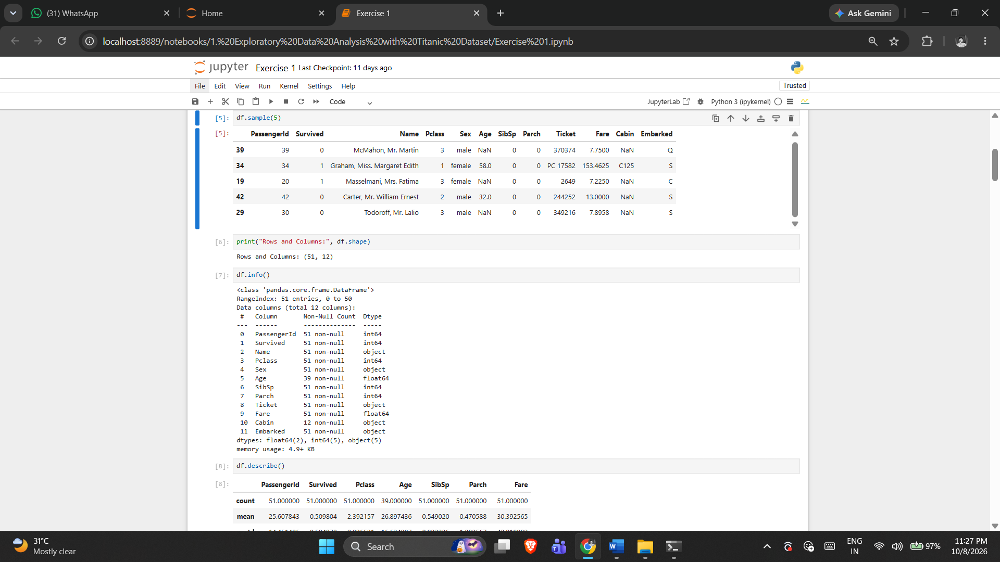 (31) WhatsApp
Home
Exercise 1
Ask Gemini
localhost:8889/notebooks/1.%20Exploratory%20Data%20Analysis%20with%20Titanic%20Dataset/Exercise%201.ipynb
jupyter Exercise 1 Last Checkpoint: 11 days ago
File Edit View Run Kernel Settings Help Trusted
Code JupyterLab Python 3 (ipykernel)
[5]: df.sample(5)
[5]: PassengerId Survived Name Pclass Sex Age SibSp Parch Ticket Fare Cabin Embarked
39 39 0 McMahon, Mr. Martin 3 male NaN 0 0 370374 7.7500 NaN Q
34 34 1 Graham, Miss. Margaret Edith 1 female 58.0 0 0 PC 17582 153.4625 C125 S
19 20 1 Masselmani, Mrs. Fatima 3 female NaN 0 0 2649 7.2250 NaN C
42 42 0 Carter, Mr. William Ernest 2 male 32.0 0 0 244252 13.0000 NaN S
29 30 0 Todoroff, Mr. Lalio 3 male NaN 0 0 349216 7.8958 NaN S
[6]: print("Rows and Columns:", df.shape)
Rows and Columns: (51, 12)
[7]: df.info()
<class 'pandas.core.frame.DataFrame'>
RangeIndex: 51 entries, 0 to 50
Data columns (total 12 columns):
# Column Non-Null Count Dtype
--- ------ -------------- -----
0 PassengerId 51 non-null int64
1 Survived 51 non-null int64
2 Name 51 non-null object
3 Pclass 51 non-null int64
4 Sex 51 non-null object
5 Age 39 non-null float64
6 SibSp 51 non-null int64
7 Parch 51 non-null int64
8 Ticket 51 non-null object
9 Fare 51 non-null float64
10 Cabin 12 non-null object
11 Embarked 51 non-null object
dtypes: float64(2), int64(5), object(5)
memory usage: 4.9+ KB
[8]: df.describe()
[8]: PassengerId Survived Pclass Age SibSp Parch Fare
count 51.000000 51.000000 51.000000 39.000000 51.000000 51.000000 51.000000
mean 25.607843 0.509804 2.392157 26.897436 0.549020 0.470588 30.392565
31°C
Mostly clear
Search
ENG
IN
97%
11:27 PM
10/8/2026